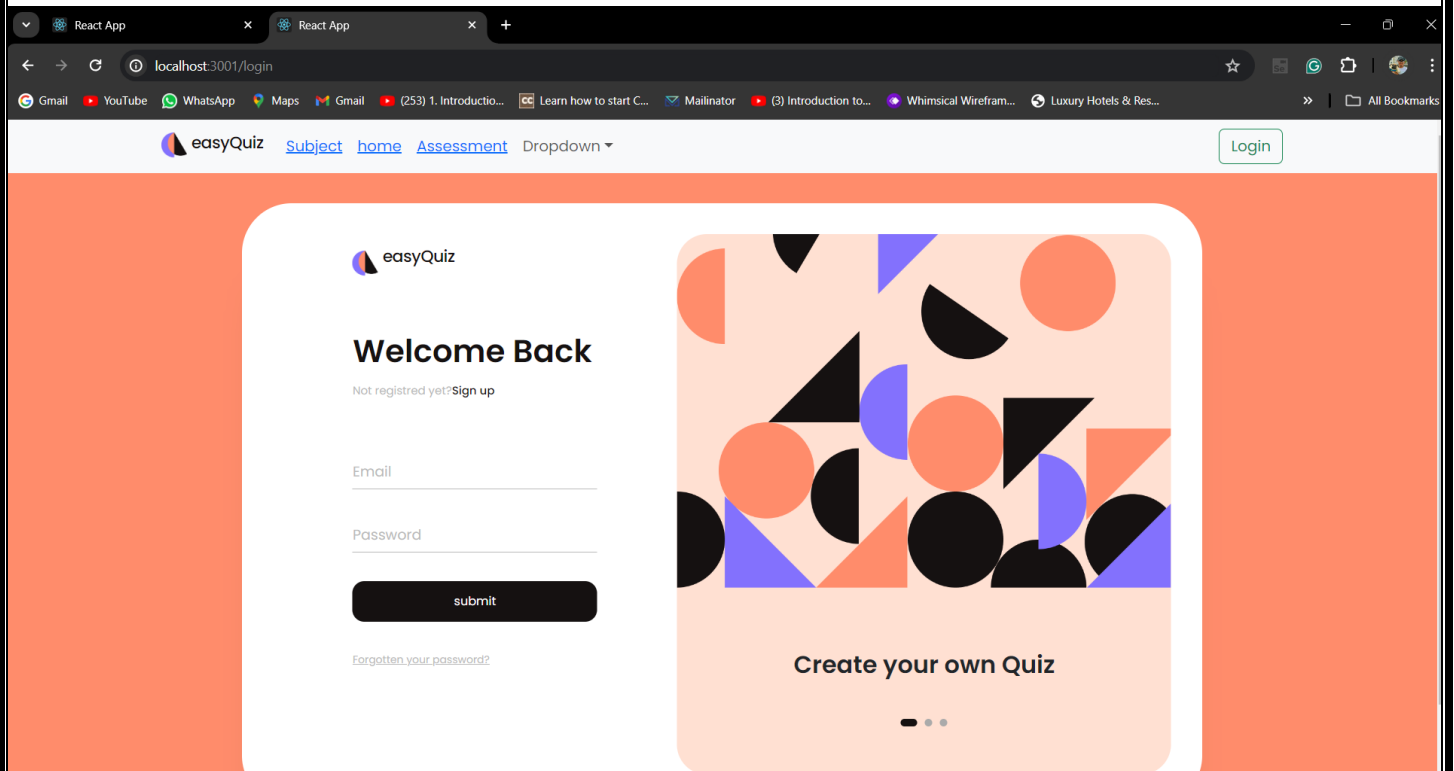 React App
React App
localhost:3001/login
Gmail YouTube WhatsApp Maps Gmail (253) 1. Introductio... Learn how to start C... Mailinator (3) Introduction to... Whimsical Wirefram... Luxury Hotels & Res... » All Bookmarks
easyQuiz Subject home Assessment Dropdown Login
easyQuiz
Welcome Back
Not registred yet?Sign up
Email
Password
submit
Forgotten your password?
Create your own Quiz